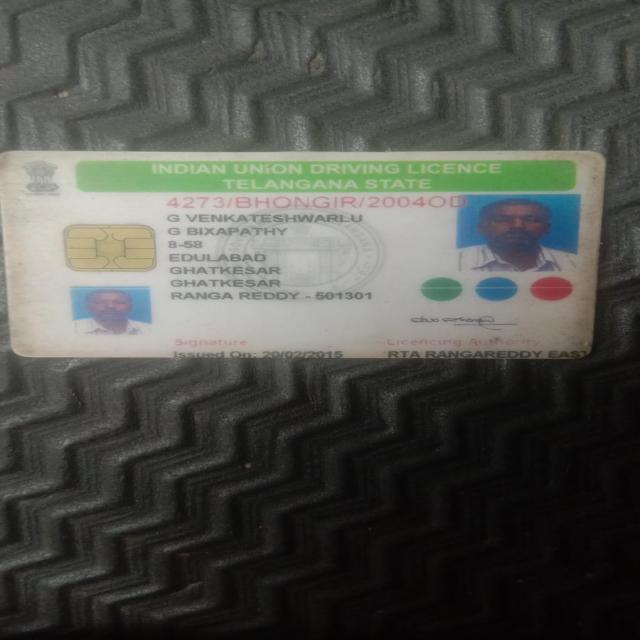 INDIAN UNION DRIVING LICENCE
TELANGANA STATE
4273/BHONGIR/2004OD
G VENKATESHWARLU
G BIXAPATHY
8-58
EDULABAD
GHATKESAR
GHATKESAR
RANGA REDDY - 501301
Signature
Licencing Authority
Issued On: 20/02/2015
RTA RANGAREDDY EAST